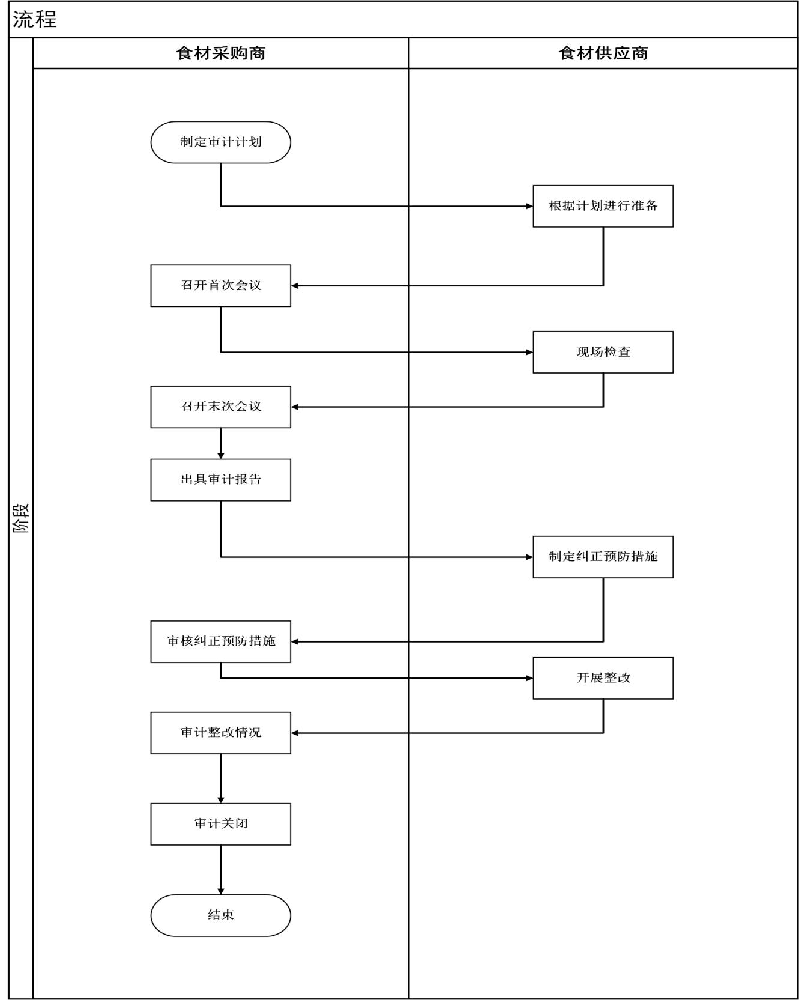 流程
食材采购商
食材供应商
阶段
制定审计计划
根据计划进行准备
召开首次会议
现场检查
召开末次会议
出具审计报告
制定纠正预防措施
审核纠正预防措施
开展整改
审计整改情况
审计关闭
结束